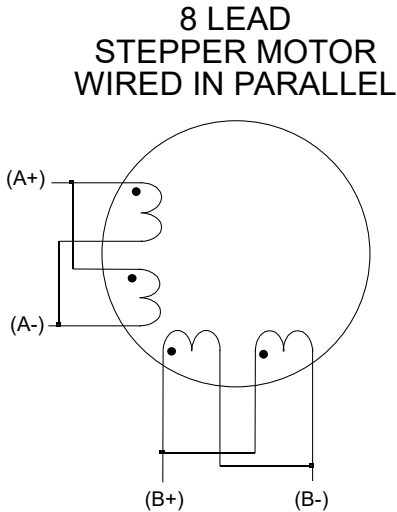 8 LEAD
STEPPER MOTOR
WIRED IN PARALLEL
(A+)
(A-)
(B+)
(B-)